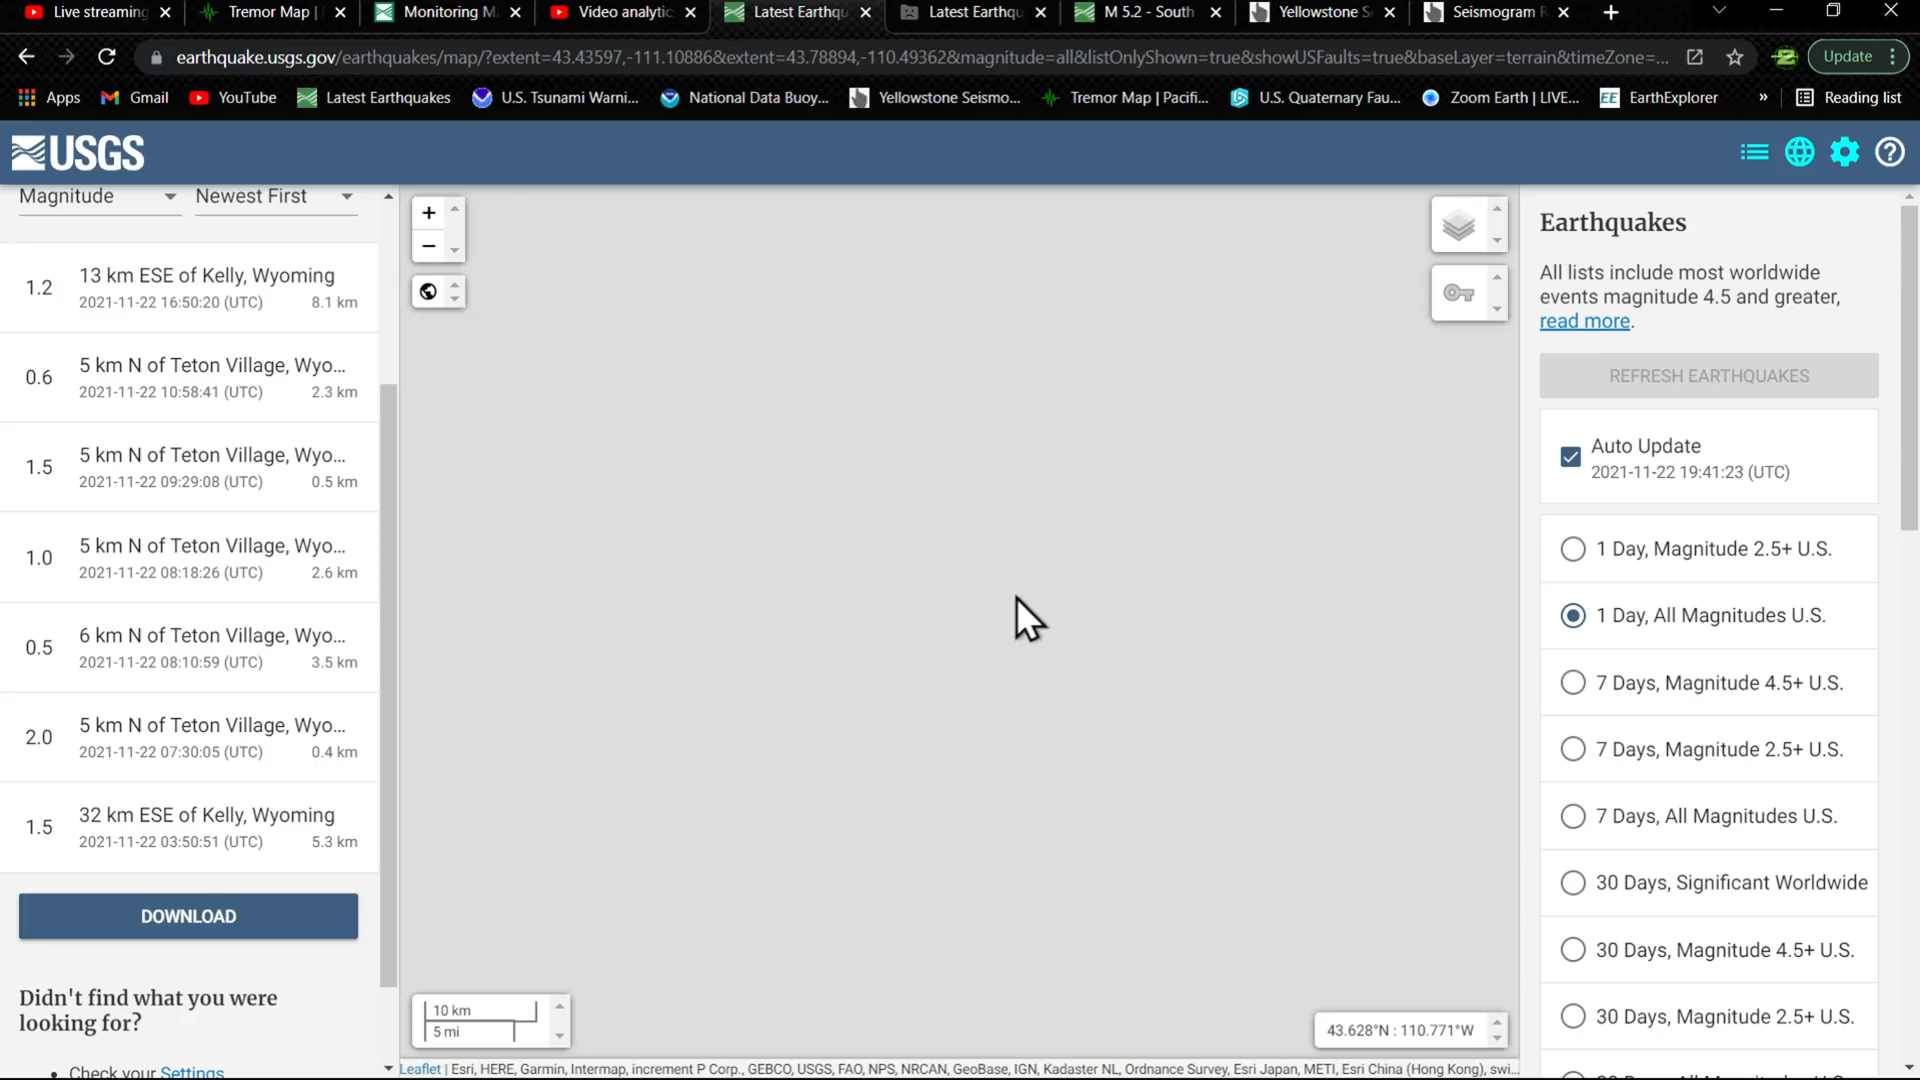 Live streaming
Tremor Map |
Monitoring M
Video analytic
Latest Earthqu
Latest Earthqu
M 5.2 - South
Yellowstone S
Seismogram R
earthquake.usgs.gov/earthquakes/map/?extent=43.43597,-111.10886&extent=43.78894,-110.49362&magnitude=all&listOnlyShown=true&showUSFaults=true&baseLayer=terrain&timeZone=...
Update
Apps
Gmail
YouTube
Latest Earthquakes
U.S. Tsunami Warni...
National Data Buoy...
Yellowstone Seismo...
Tremor Map | Pacifi...
U.S. Quaternary Fau...
Zoom Earth | LIVE...
EE EarthExplorer
»
Reading list
USGS
Magnitude
Newest First
1.2
13 km ESE of Kelly, Wyoming
2021-11-22 16:50:20 (UTC) 8.1 km
0.6
5 km N of Teton Village, Wyo...
2021-11-22 10:58:41 (UTC) 2.3 km
1.5
5 km N of Teton Village, Wyo...
2021-11-22 09:29:08 (UTC) 0.5 km
1.0
5 km N of Teton Village, Wyo...
2021-11-22 08:18:26 (UTC) 2.6 km
0.5
6 km N of Teton Village, Wyo...
2021-11-22 08:10:59 (UTC) 3.5 km
2.0
5 km N of Teton Village, Wyo...
2021-11-22 07:30:05 (UTC) 0.4 km
1.5
32 km ESE of Kelly, Wyoming
2021-11-22 03:50:51 (UTC) 5.3 km
DOWNLOAD
Didn't find what you were
looking for?
• Check your Settings
+
−
10 km
5 mi
43.628°N : 110.771°W
Leaflet | Esri, HERE, Garmin, Intermap, increment P Corp., GEBCO, USGS, FAO, NPS, NRCAN, GeoBase, IGN, Kadaster NL, Ordnance Survey, Esri Japan, METI, Esri China (Hong Kong), swi...
Earthquakes
All lists include most worldwide
events magnitude 4.5 and greater,
read more.
REFRESH EARTHQUAKES
Auto Update
2021-11-22 19:41:23 (UTC)
1 Day, Magnitude 2.5+ U.S.
1 Day, All Magnitudes U.S.
7 Days, Magnitude 4.5+ U.S.
7 Days, Magnitude 2.5+ U.S.
7 Days, All Magnitudes U.S.
30 Days, Significant Worldwide
30 Days, Magnitude 4.5+ U.S.
30 Days, Magnitude 2.5+ U.S.